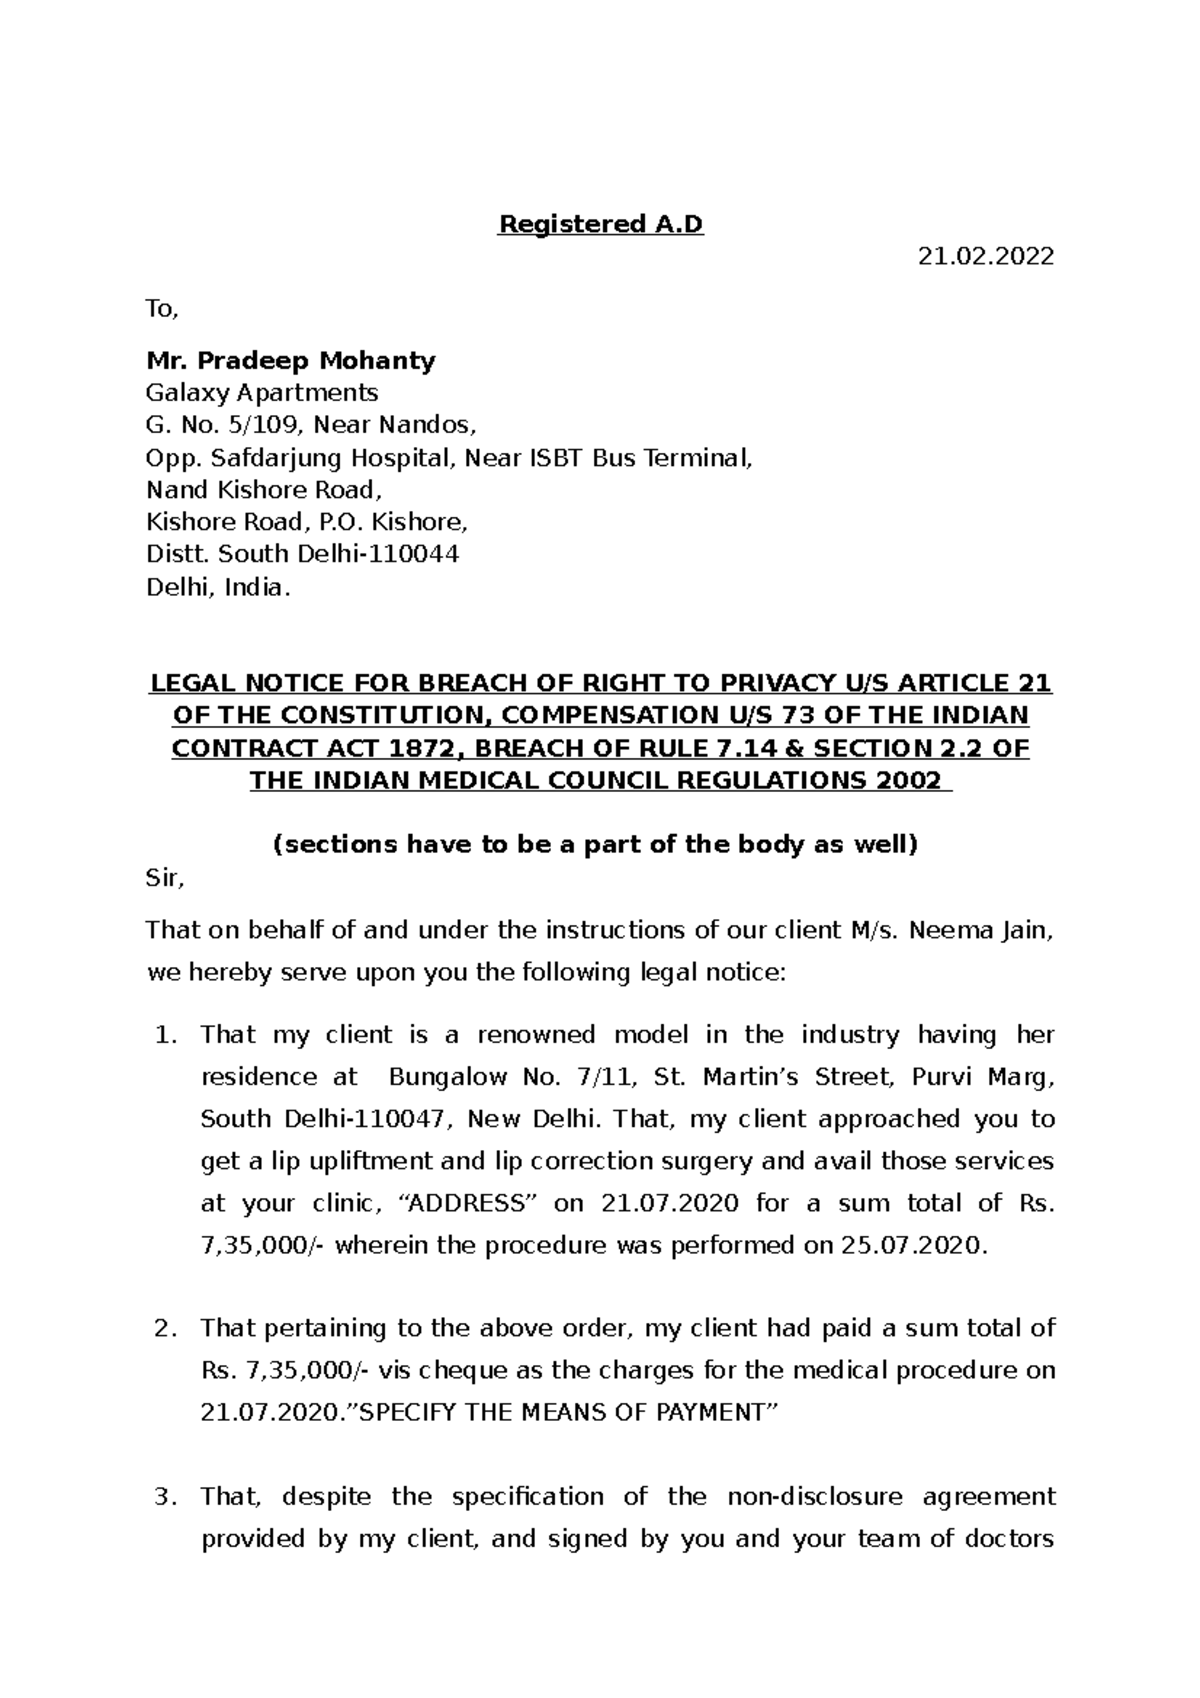 Registered A.D
21.02.2022
To,
Mr. Pradeep Mohanty
Galaxy Apartments
G. No. 5/109, Near Nandos,
Opp. Safdarjung Hospital, Near ISBT Bus Terminal,
Nand Kishore Road,
Kishore Road, P.O. Kishore,
Distt. South Delhi-110044
Delhi, India.
LEGAL NOTICE FOR BREACH OF RIGHT TO PRIVACY U/S ARTICLE 21
OF THE CONSTITUTION, COMPENSATION U/S 73 OF THE INDIAN
CONTRACT ACT 1872, BREACH OF RULE 7.14 & SECTION 2.2 OF
THE INDIAN MEDICAL COUNCIL REGULATIONS 2002
(sections have to be a part of the body as well)
Sir,
That on behalf of and under the instructions of our client M/s. Neema Jain,
we hereby serve upon you the following legal notice:
1. That my client is a renowned model in the industry having her
residence at Bungalow No. 7/11, St. Martin’s Street, Purvi Marg,
South Delhi-110047, New Delhi. That, my client approached you to
get a lip upliftment and lip correction surgery and avail those services
at your clinic, “ADDRESS” on 21.07.2020 for a sum total of Rs.
7,35,000/- wherein the procedure was performed on 25.07.2020.
2. That pertaining to the above order, my client had paid a sum total of
Rs. 7,35,000/- vis cheque as the charges for the medical procedure on
21.07.2020.”SPECIFY THE MEANS OF PAYMENT”
3. That, despite the specification of the non-disclosure agreement
provided by my client, and signed by you and your team of doctors